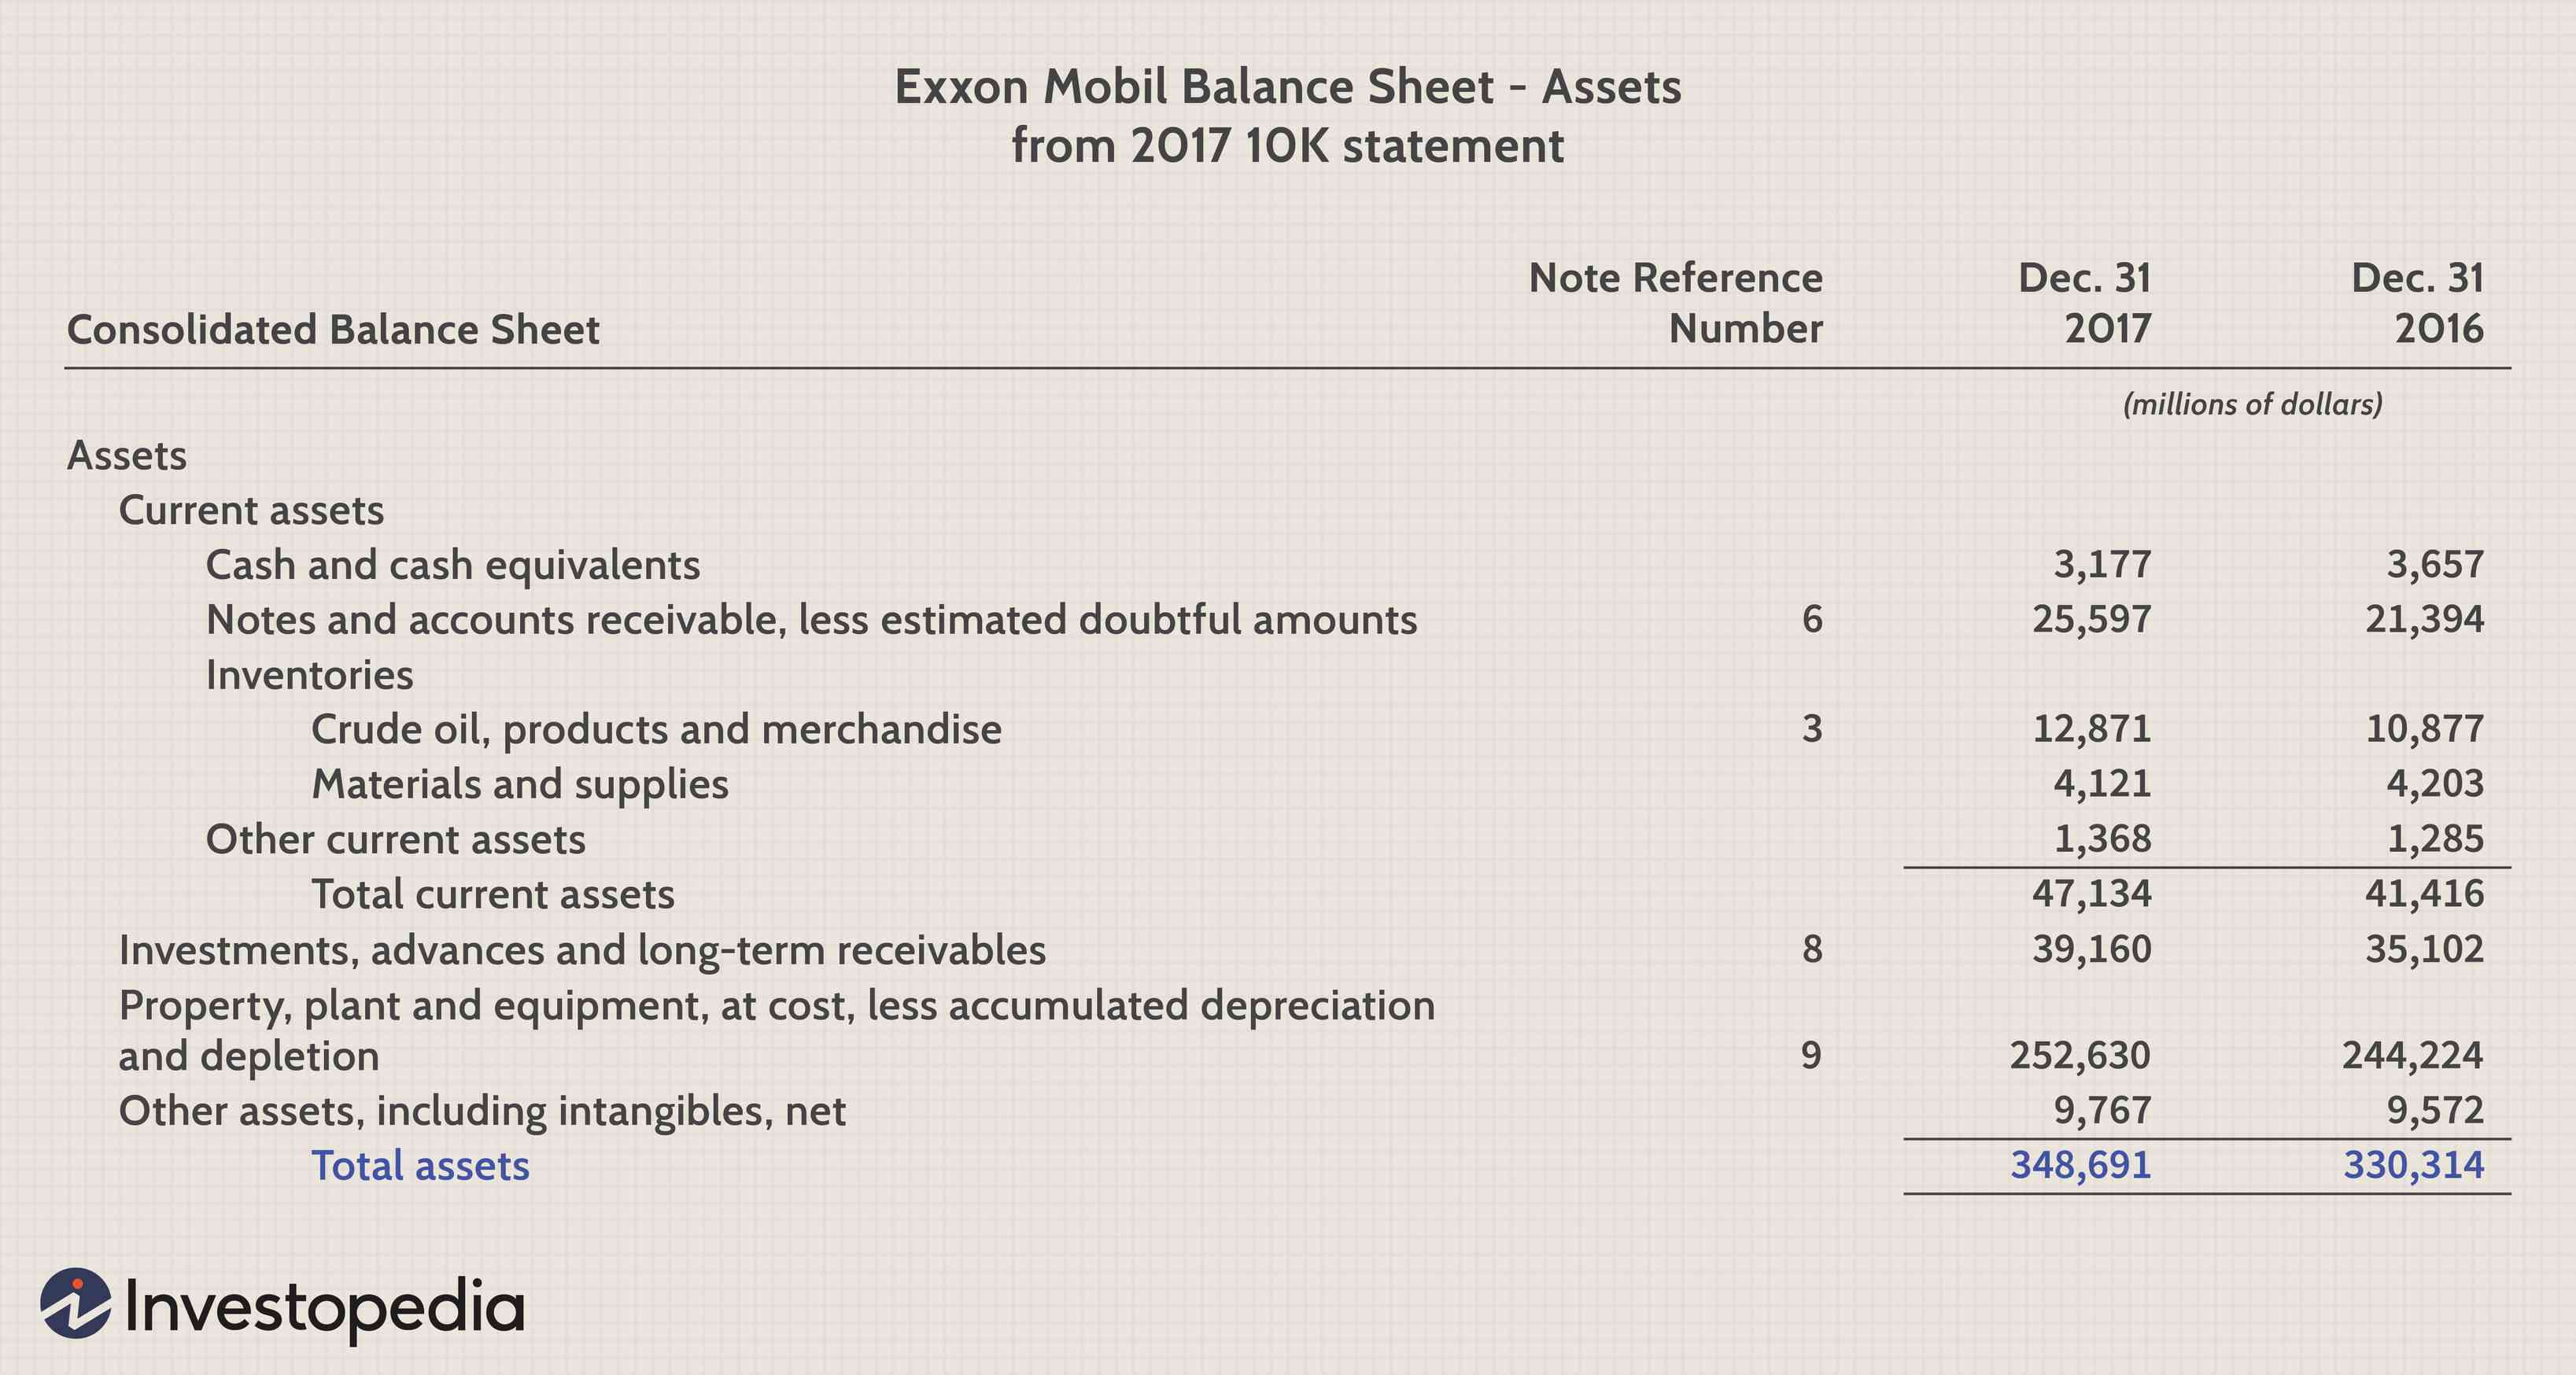 Exxon Mobil Balance Sheet - Assets
from 2017 10K statement
Consolidated Balance Sheet Note Reference Number Dec. 31 2017 Dec. 31 2016
(millions of dollars)
Assets
Current assets
Cash and cash equivalents 3,177 3,657
Notes and accounts receivable, less estimated doubtful amounts 6 25,597 21,394
Inventories
Crude oil, products and merchandise 3 12,871 10,877
Materials and supplies 4,121 4,203
Other current assets 1,368 1,285
Total current assets 47,134 41,416
Investments, advances and long-term receivables 8 39,160 35,102
Property, plant and equipment, at cost, less accumulated depreciation
and depletion 9 252,630 244,224
Other assets, including intangibles, net 9,767 9,572
Total assets 348,691 330,314
Investopedia